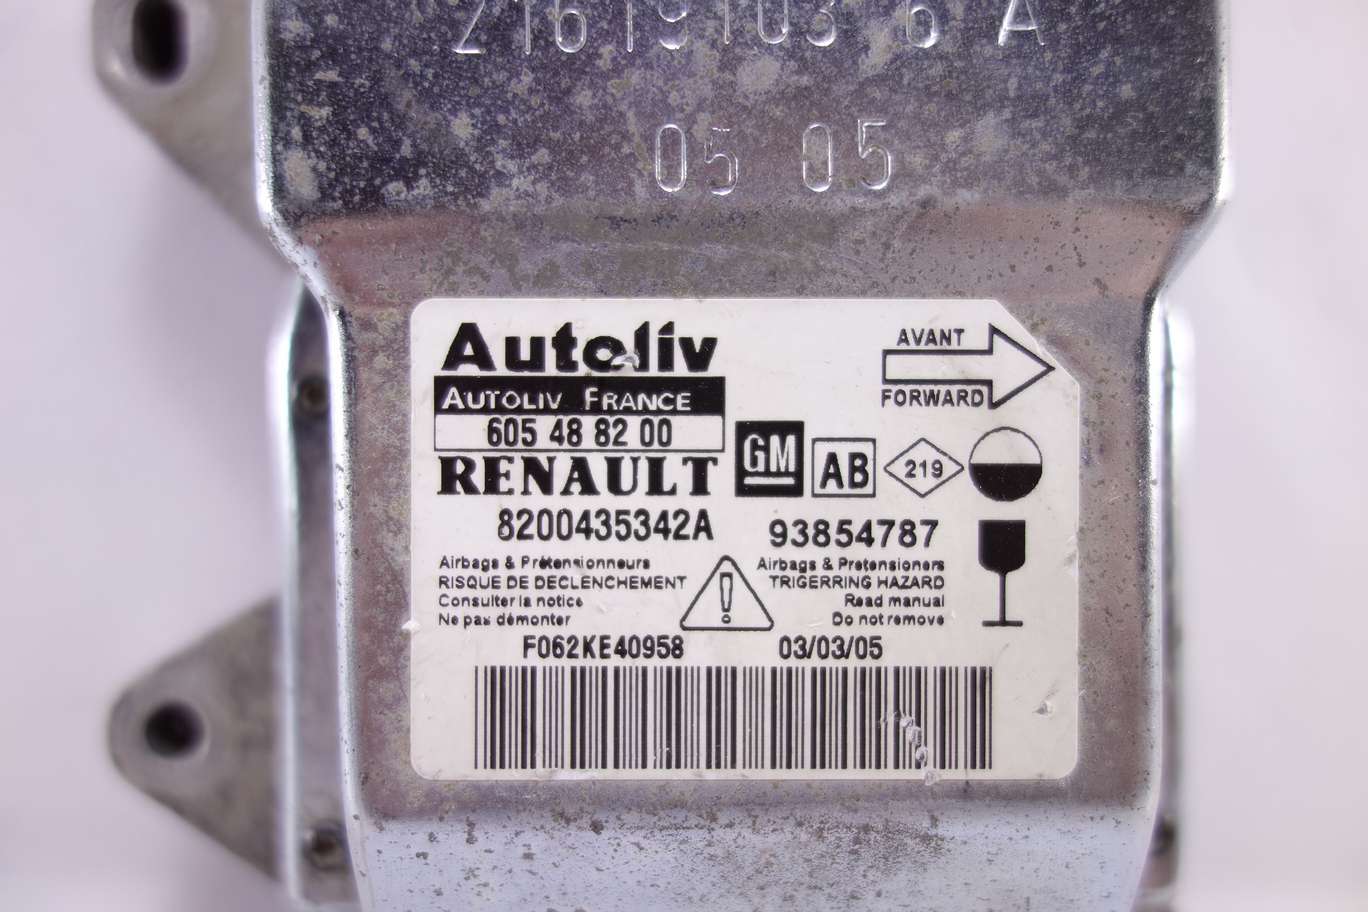 21619103 6 A
05 05
Autoliv
AUTOLIV FRANCE
605 48 82 00
RENAULT
8200435342A
AVANT
FORWARD
GM
AB
219
93854787
Airbags & Prétensionneurs
RISQUE DE DECLENCHEMENT
Consulter la notice
Ne pas démonter
!
Airbags & Pretensioners
TRIGERRING HAZARD
Read manual
Do not remove
F062KE40958
03/03/05